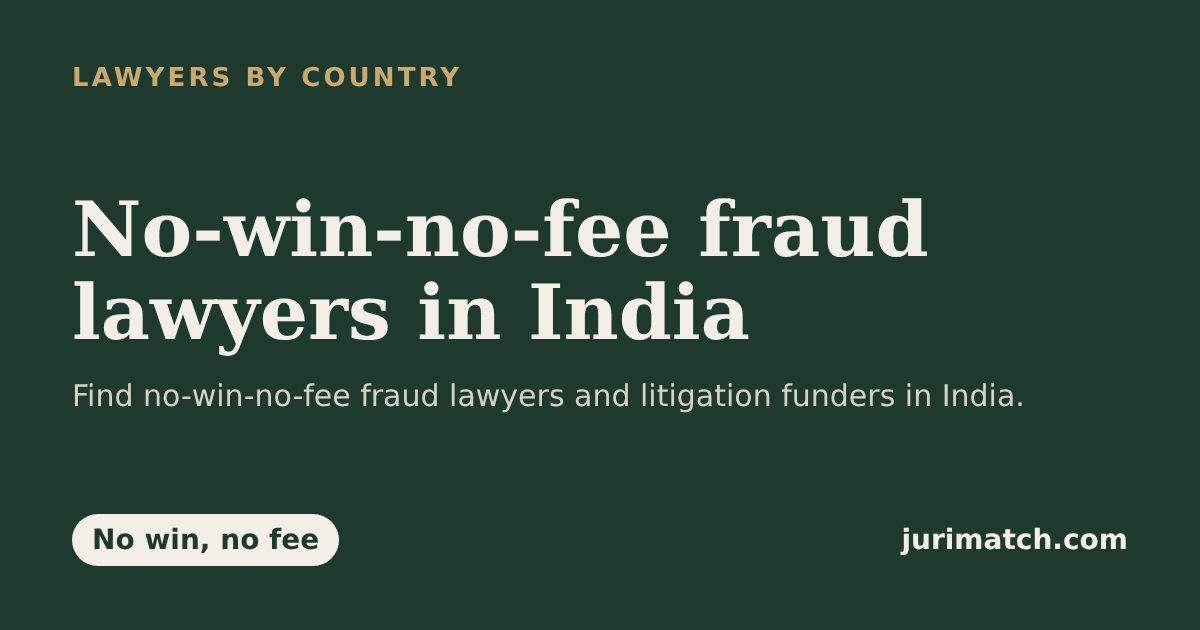 LAWYERS BY COUNTRY
No-win-no-fee fraud
lawyers in India
Find no-win-no-fee fraud lawyers and litigation funders in India.
No win, no fee
jurimatch.com